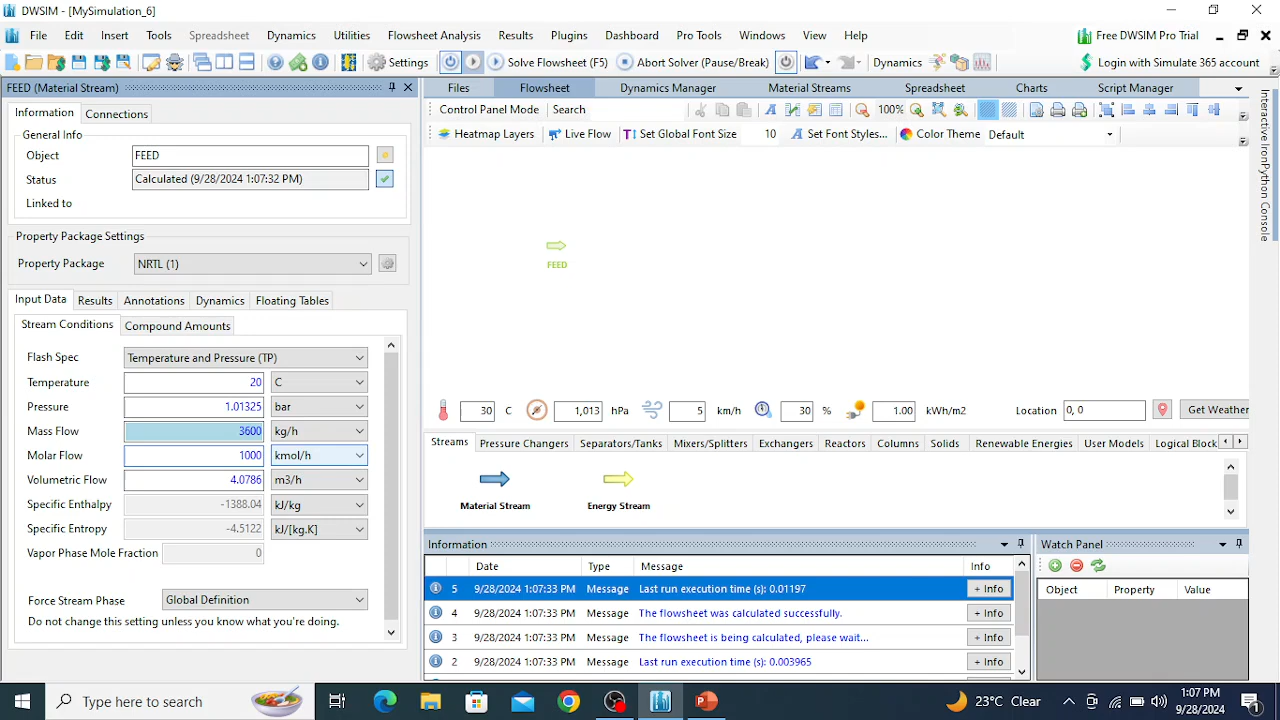 DWSIM - [MySimulation_6]
File Edit Insert Tools Spreadsheet Dynamics Utilities Flowsheet Analysis Results Plugins Pro Tools Dashboard Windows View Help Free DWSIM Pro Trial
Settings Solve Flowsheet (F5) Abort Solver (Pause/Break) Dynamics Login with Simulate 365 account
FEED (Material Stream)
Information Connections
General Info
Object FEED
Status Calculated (9/28/2024 1:07:32 PM)
Linked to
Property Package Settings
Property Package NRTL (1)
Input Data Results Annotations Dynamics Floating Tables
Stream Conditions Compound Amounts
Flash Spec Temperature and Pressure (TP)
Temperature 20 C
Pressure 1.01325 bar
Mass Flow 3600 kg/h
Molar Flow 1000 kmol/h
Volumetric Flow 4.0786 m3/h
Specific Enthalpy -1388.04 kJ/kg
Specific Entropy -4.5122 kJ/[kg.K]
Vapor Phase Mole Fraction 0
Force Stream Phase Global Definition
Do not change this setting unless you know what you're doing.
Files Flowsheet Dynamics Manager Material Streams Spreadsheet Charts Script Manager
Control Panel Mode Search 100%
Heatmap Layers Live Flow Set Global Font Size 10 Set Font Styles... Color Theme Default
FEED
30 C 1,013 hPa 5 km/h 30 % 1.00 kWh/m2 Location 0, 0 Get Weather
Streams Pressure Changers Separators/Tanks Mixers/Splitters Exchangers Reactors Columns Solids Renewable Energies User Models Logical Block
Material Stream Energy Stream
Information
Date Type Message Info
5 9/28/2024 1:07:33 PM Message Last run execution time (s): 0.01197 + Info
4 9/28/2024 1:07:33 PM Message The flowsheet was calculated successfully. + Info
3 9/28/2024 1:07:33 PM Message The flowsheet is being calculated, please wait... + Info
2 9/28/2024 1:07:33 PM Message Last run execution time (s): 0.003965 + Info
Watch Panel
Object Property Value
Interactive IronPython Console
Type here to search
23°C Clear
1:07 PM
9/28/2024
1